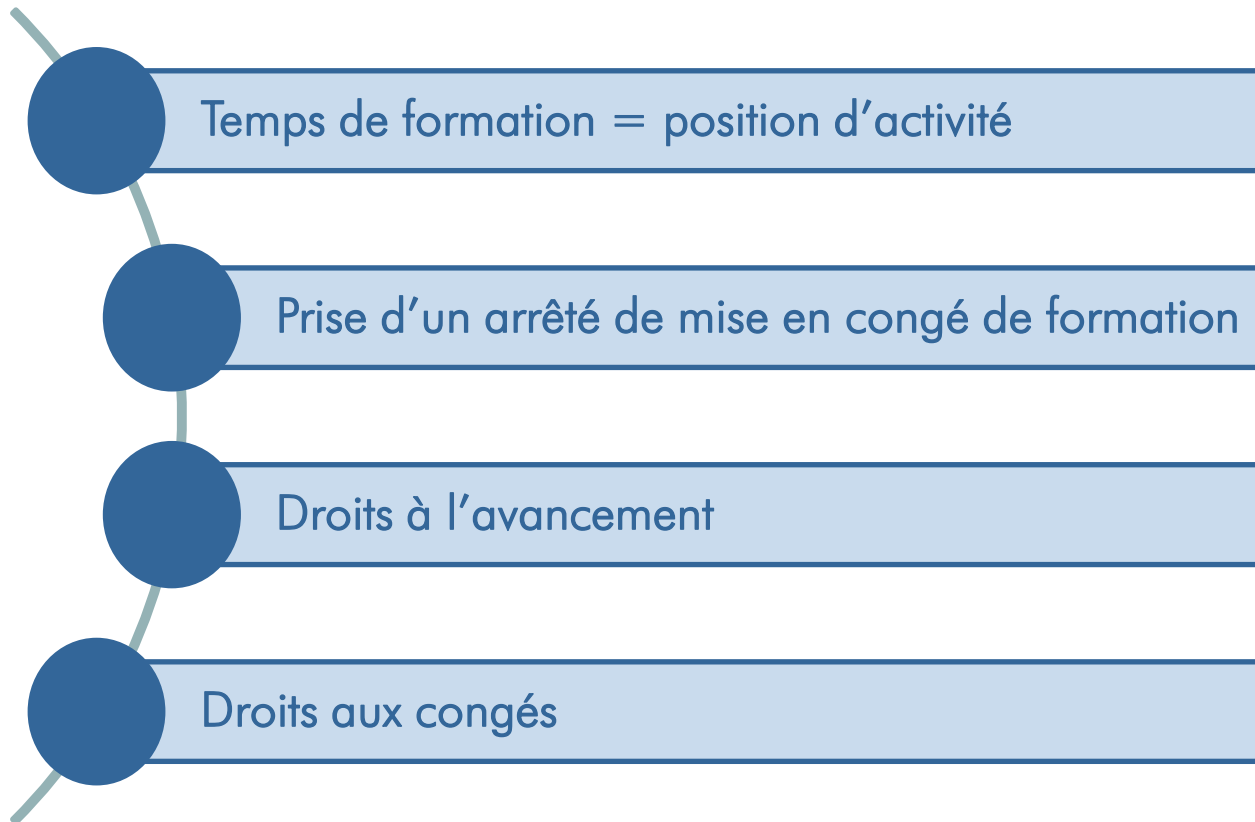 Temps de formation = position d’activité
Prise d’un arrêté de mise en congé de formation
Droits à l’avancement
Droits aux congés